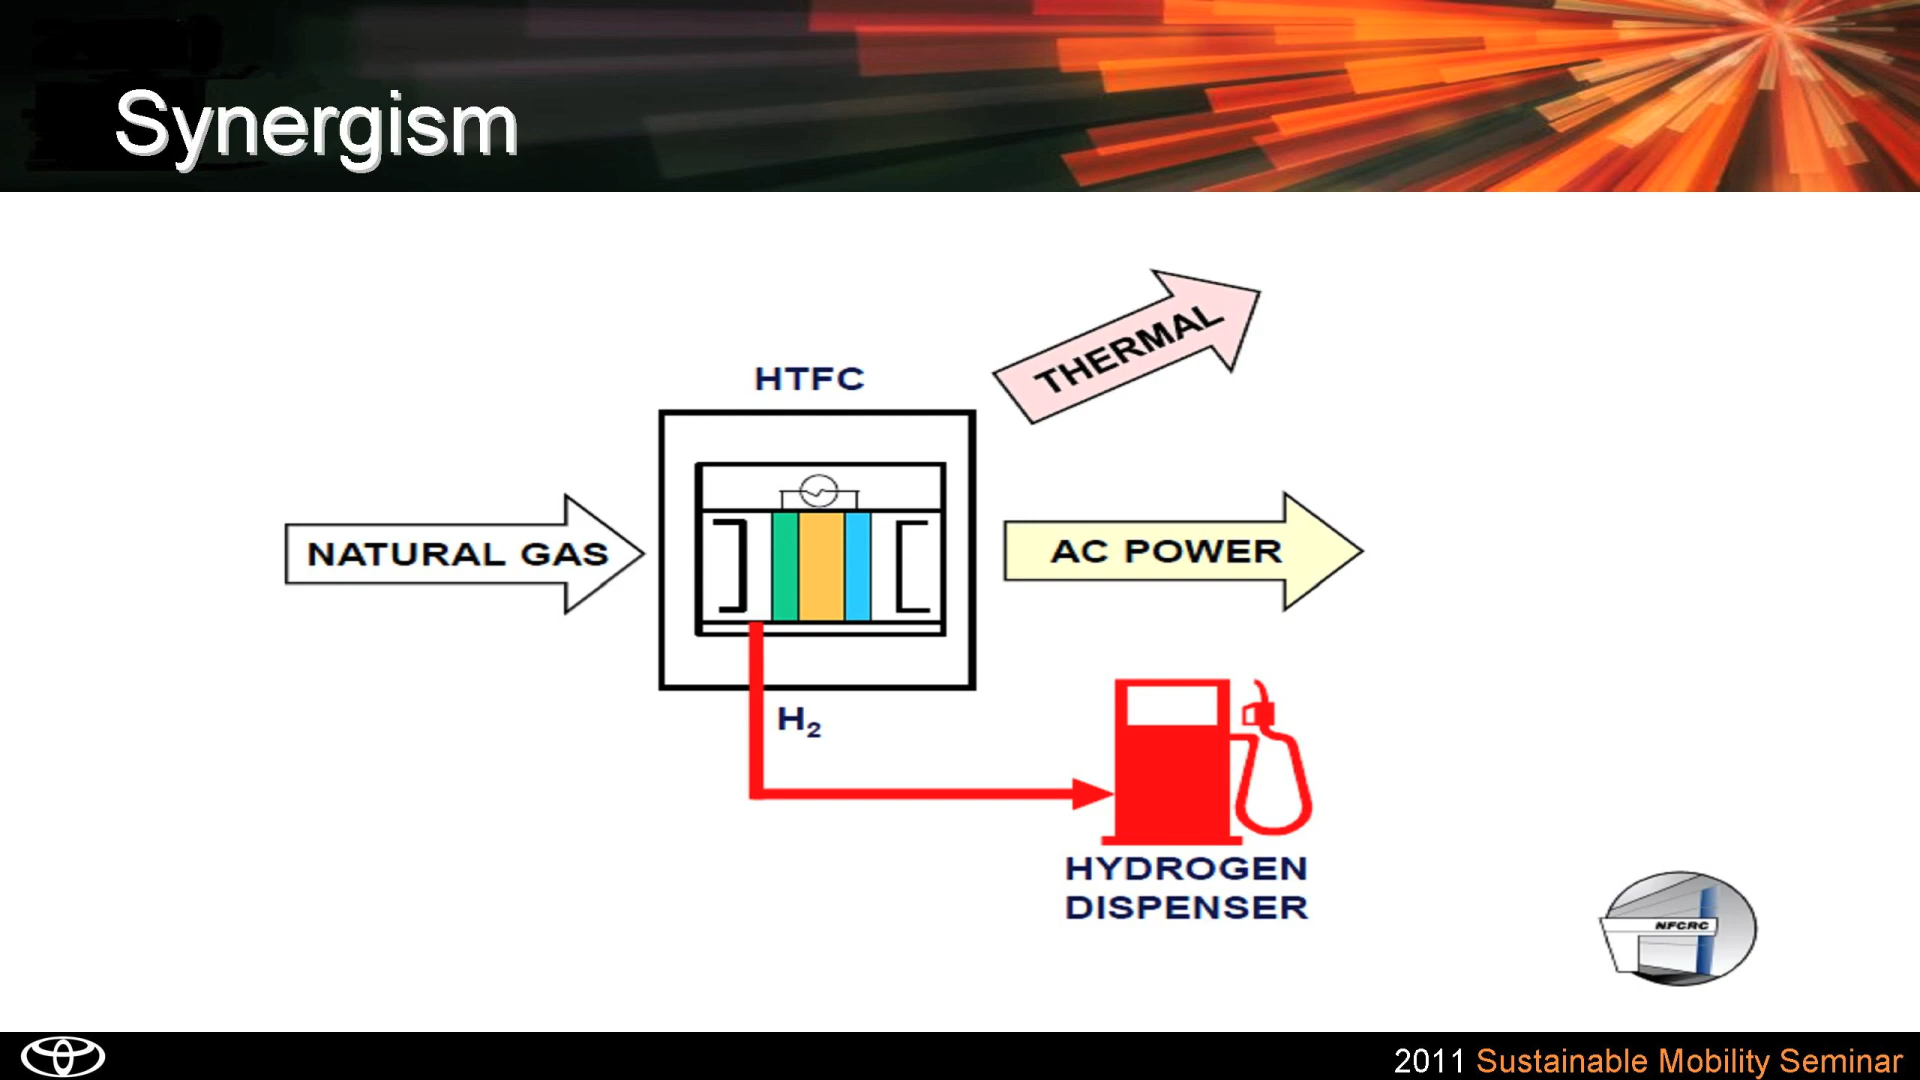 Synergism
THERMAL
HTFC
NATURAL GAS
AC POWER
H₂
HYDROGEN
DISPENSER
NFCRC
2011 Sustainable Mobility Seminar